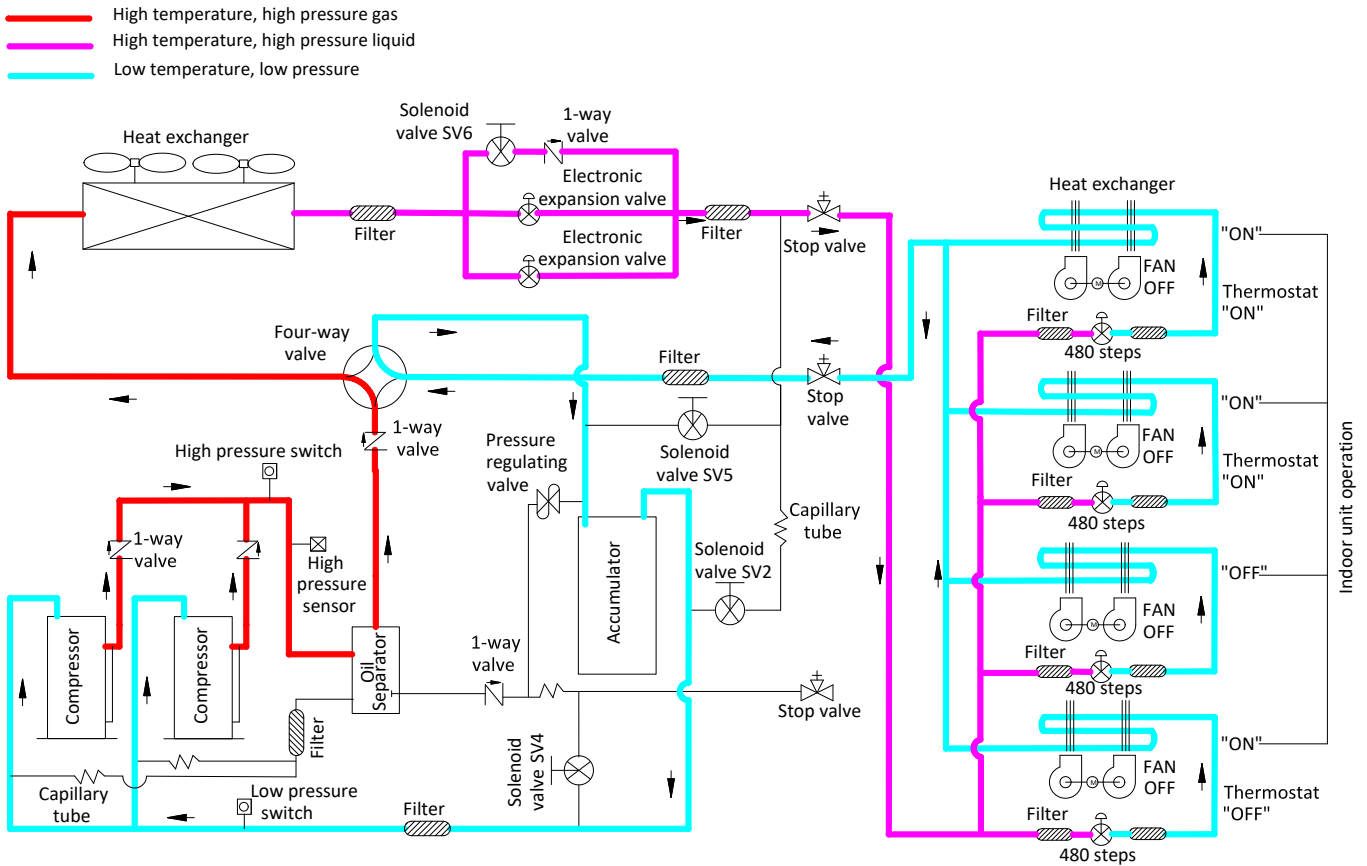 High temperature, high pressure gas
High temperature, high pressure liquid
Low temperature, low pressure
Heat exchanger
Solenoid
valve SV6
1-way
valve
Electronic
expansion valve
Filter
Filter
Electronic
expansion valve
Stop valve
Four-way
valve
1-way
valve
Filter
Stop
valve
Solenoid
valve SV5
Pressure
regulating
valve
High pressure switch
1-way
valve
High
pressure
sensor
Capillary
tube
Solenoid
valve SV2
Accumulator
Compressor
Compressor
Oil
Separator
1-way
valve
Stop valve
Filter
Solenoid
valve SV4
Capillary
tube
Low pressure
switch
Filter
Heat exchanger
"ON"
M
FAN
OFF
Thermostat
"ON"
Filter
480 steps
"ON"
M
FAN
OFF
Thermostat
"ON"
Filter
480 steps
"OFF"
M
FAN
OFF
Filter
480 steps
"ON"
M
FAN
OFF
Thermostat
"OFF"
Filter
480 steps
Indoor unit operation